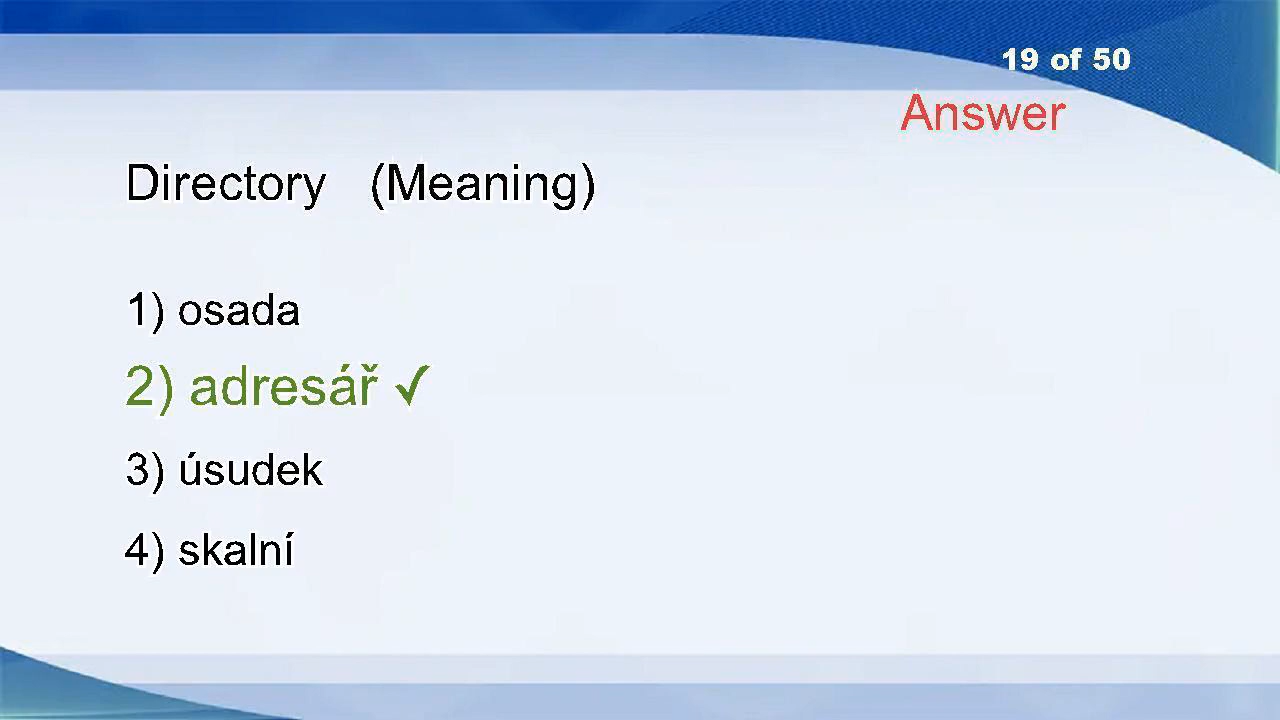 19 of 50
Answer
Directory (Meaning)
1) osada
2) adresář ✓
3) úsudek
4) skalní